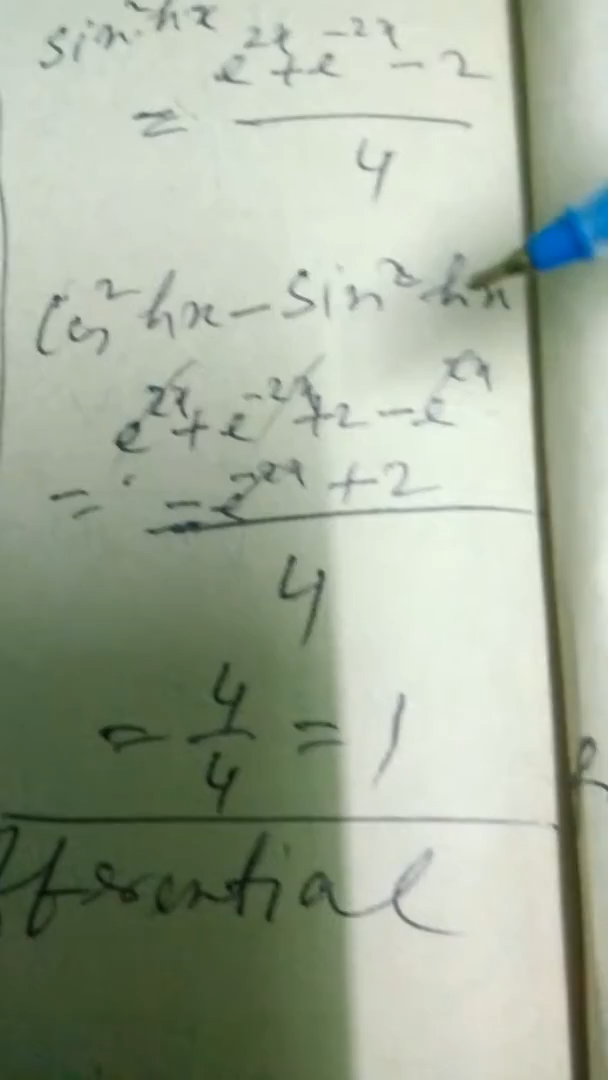 sin²hx
e²ˣ+e⁻²ˣ-2
= ―
4
Cos²hx - Sin²hx
e²ˣ+e⁻²ˣ+2-e²ˣ
= -e⁻²ˣ+2
4
= 4/4 = 1
fferential